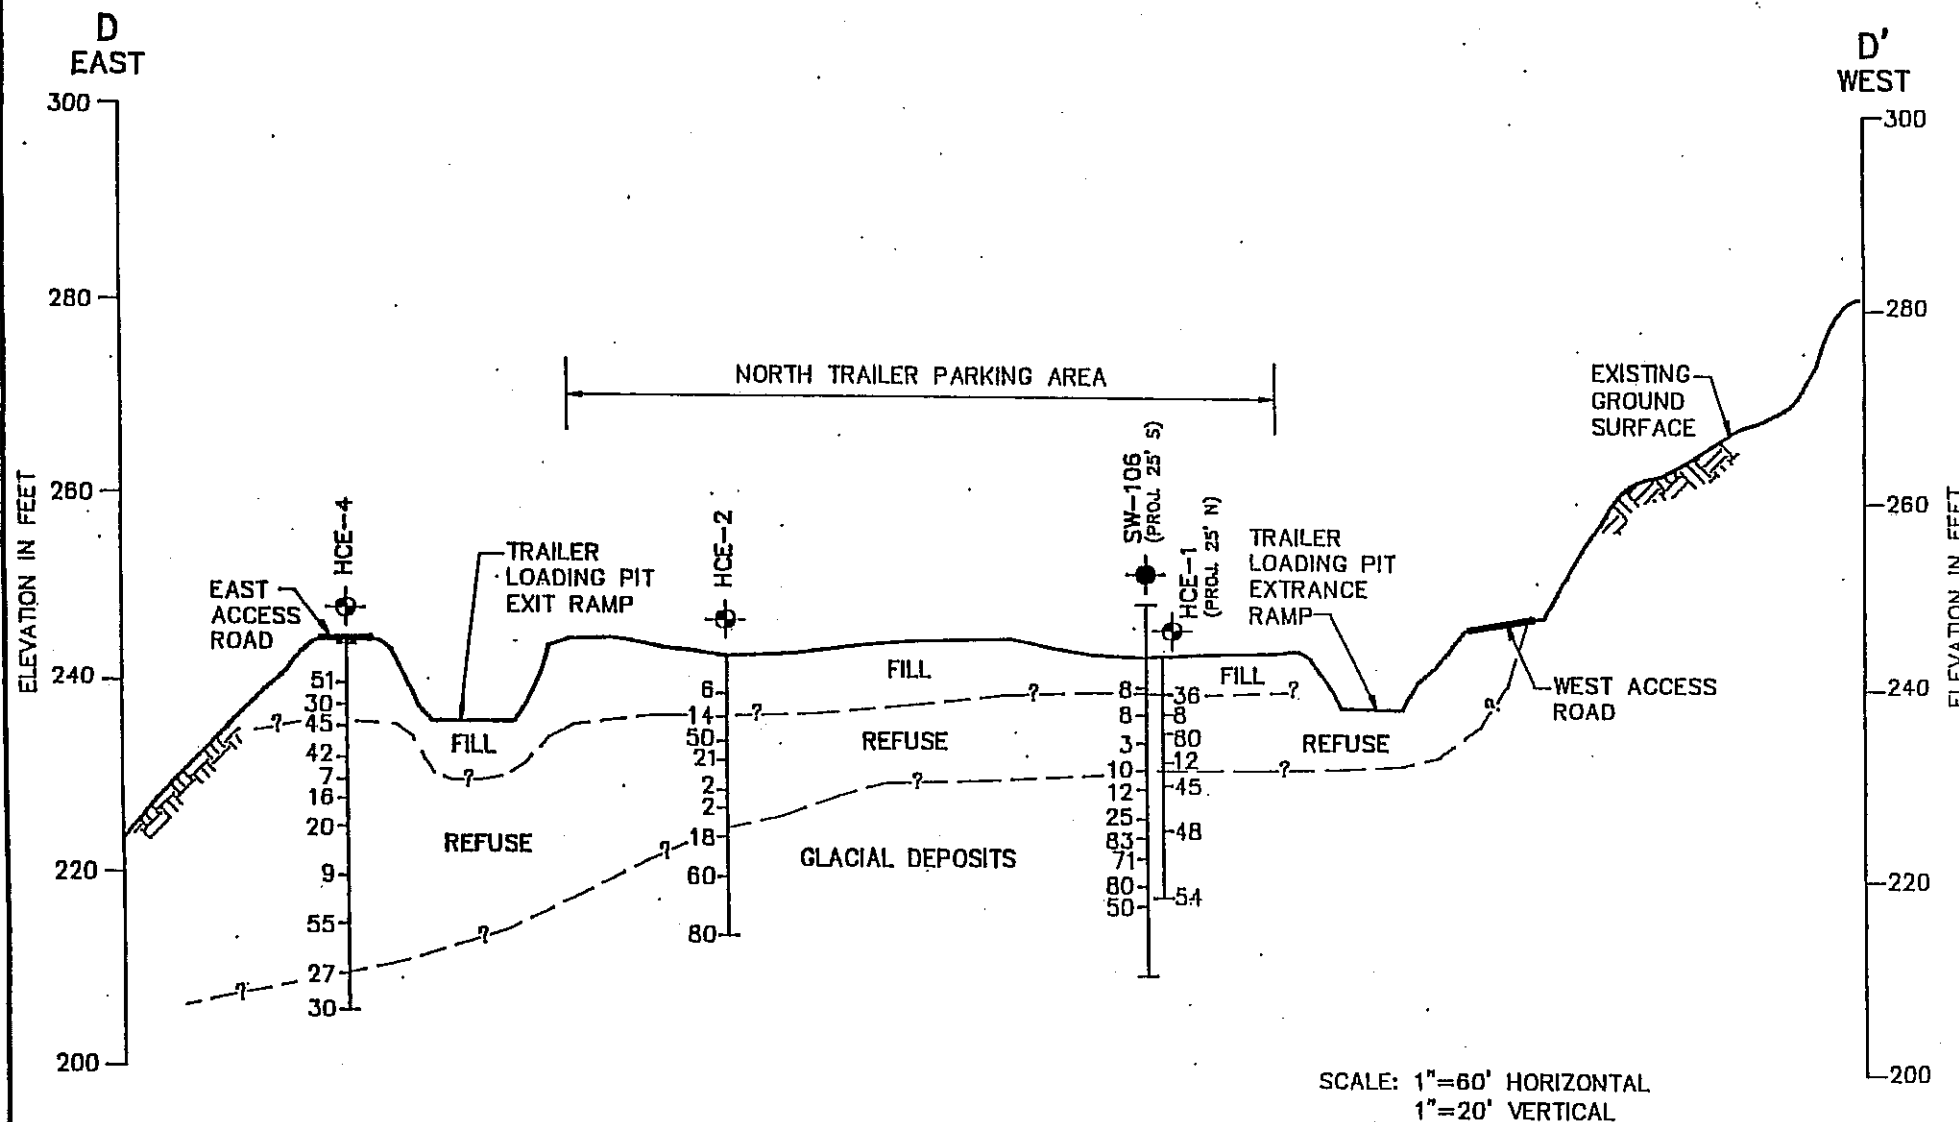 D
EAST
D'
WEST
300
300
280
280
NORTH TRAILER PARKING AREA
EXISTING
GROUND
SURFACE
ELEVATION IN FEET
ELEVATION IN FEET
260
260
HCE-4
HCE-2
SW-106
(PROJ. 25' S)
HCE-1
(PROJ. 25' N)
TRAILER
LOADING PIT
EXIT RAMP
TRAILER
LOADING PIT
EXTRANCE
RAMP
EAST
ACCESS
ROAD
WEST ACCESS
ROAD
240
240
FILL
FILL
FILL
REFUSE
REFUSE
REFUSE
GLACIAL DEPOSITS
51
30
45
42
7
16
20
9
55
27
30
6
14
50
21
2
2
18
60
80
8
8
3
10
12
25
83
71
80
50
36
8
80
12
45
48
54
?
?
?
?
?
?
?
?
?
?
?
220
220
200
200
SCALE: 1"=60' HORIZONTAL
1"=20' VERTICAL